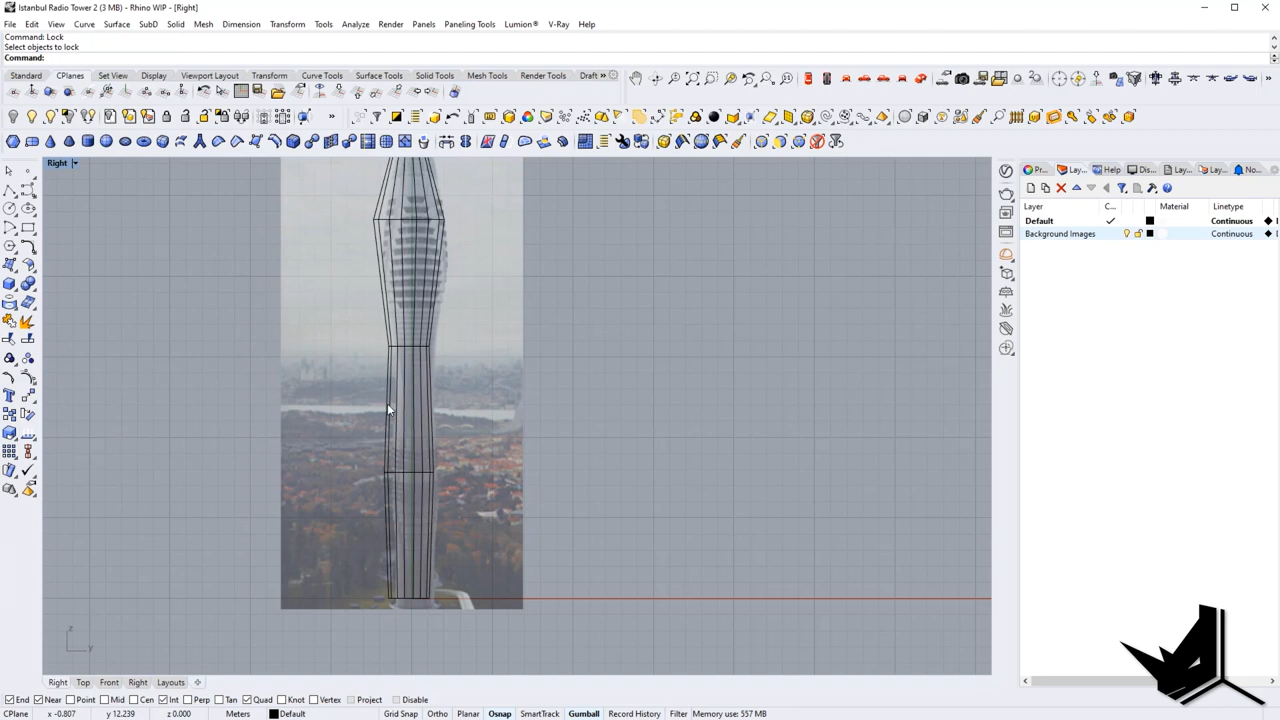 Istanbul Radio Tower 2 (3 MB) - Rhino WIP - [Right]
File Edit View Curve Surface SubD Solid Mesh Dimension Transform Tools Analyze Render Panels Paneling Tools Lumion® V-Ray Help
Command: Lock
Select objects to lock
Command:
Standard CPlanes Set View Display Viewport Layout Transform Curve Tools Surface Tools Solid Tools Mesh Tools Render Tools Draft »
Right
Pr... Lay... Help Dis... Lay... Lay... No...
Layer C... Material Linetype
Default Continuous
Background Images Continuous
z
y
Right Top Front Right Layouts
End Near Point Mid Cen Int Perp Tan Quad Knot Vertex Project Disable
CPlane x -0.807 y 12.239 z 0.000 Meters Default Grid Snap Ortho Planar Osnap SmartTrack Gumball Record History Filter Memory use: 557 MB